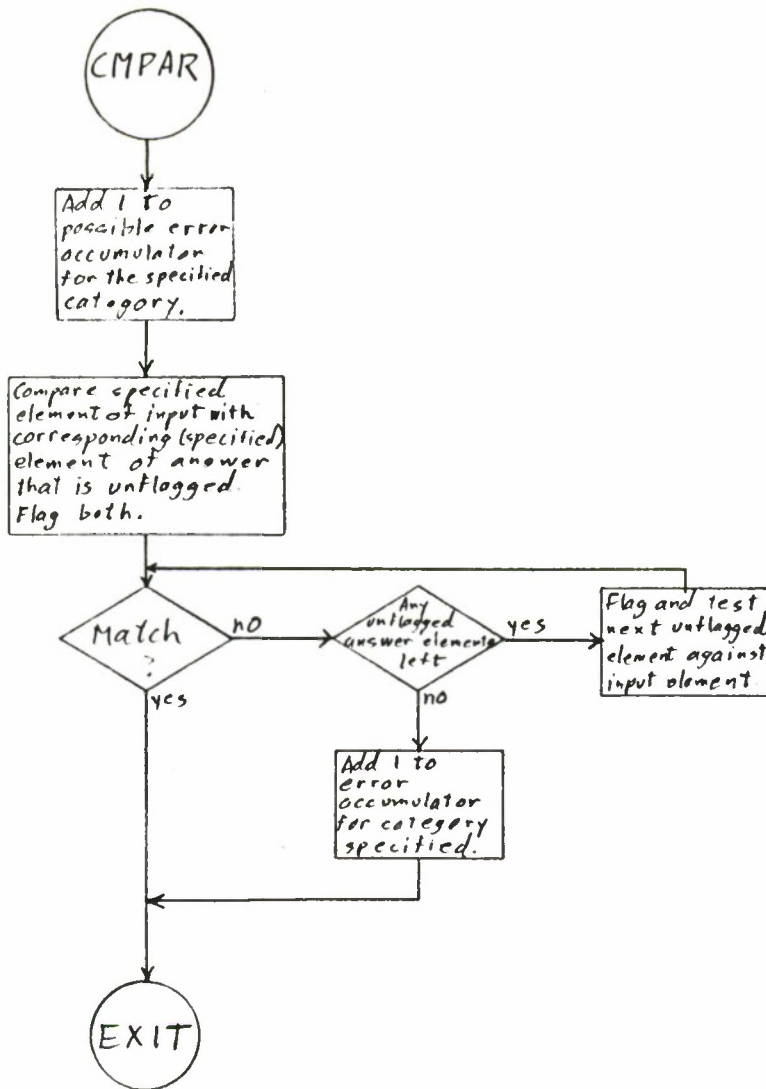 CMPAR
Add 1 to
possible error
accumulator
for the specified
category.
Compare specified
element of input with
corresponding (specified)
element of answer
that is unflagged.
Flag both.
Match
?
no
yes
Any
unflagged
answer elements
left
yes
no
Flag and test
next unflagged
element against
input element
Add 1 to
error
accumulator
for category
specified.
EXIT